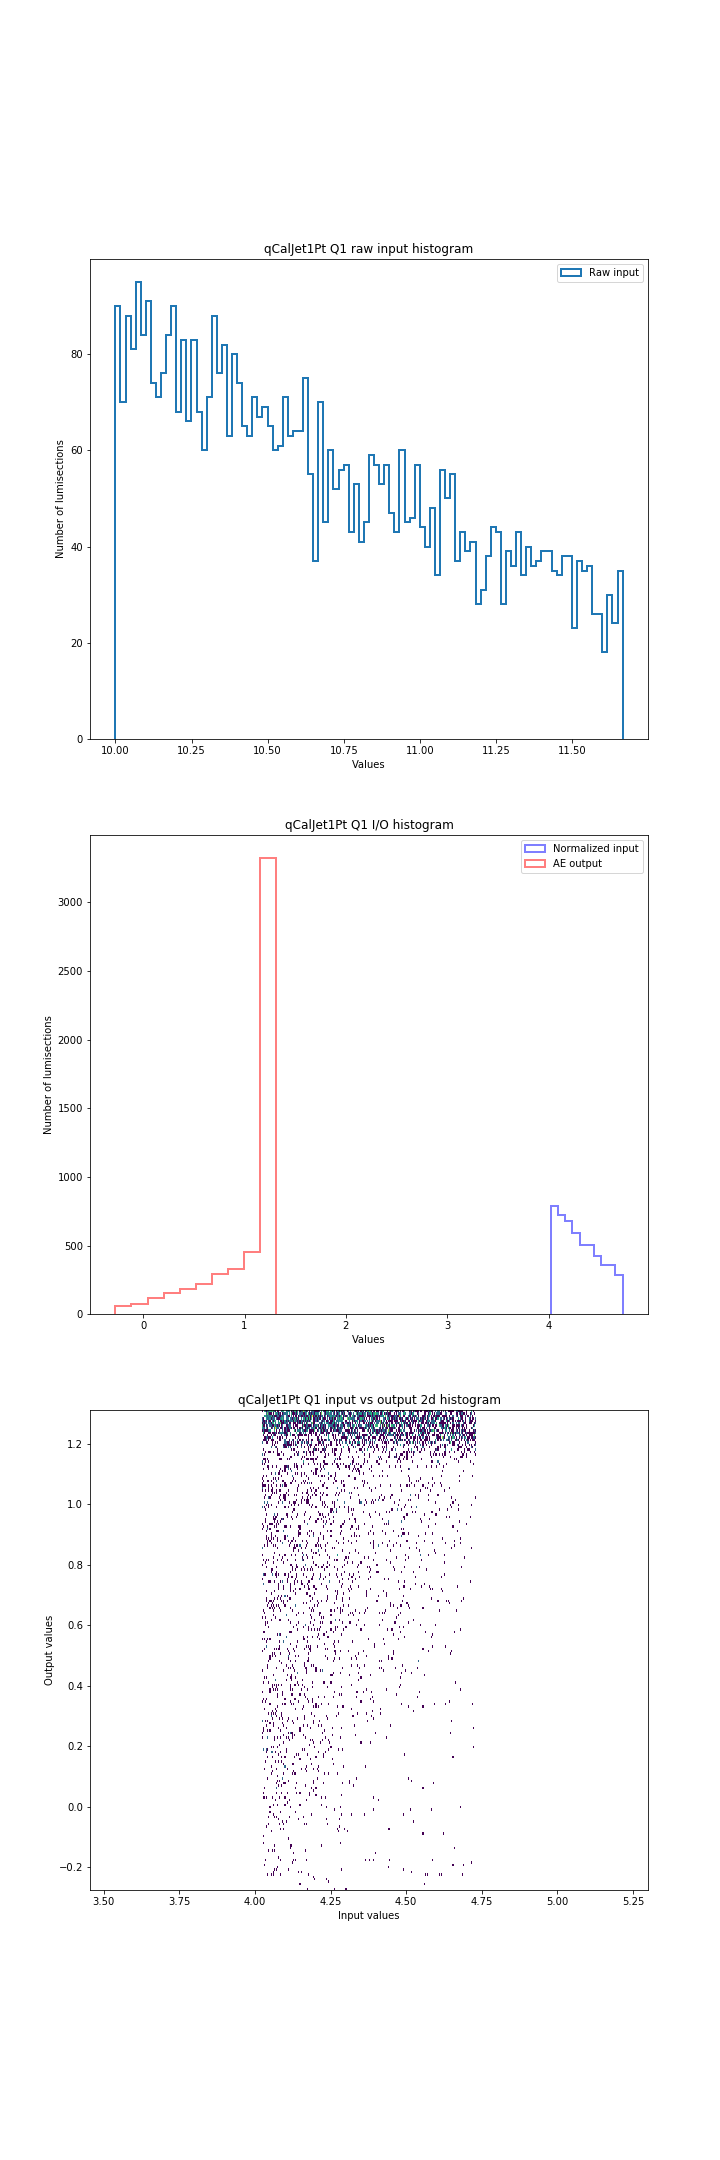 qCalJet1Pt Q1 raw input histogram
Raw input
80
60
40
20
0
Number of lumisections
10.00 10.25 10.50 10.75 11.00 11.25 11.50
Values
qCalJet1Pt Q1 I/O histogram
Normalized input
AE output
3000
2500
2000
1500
1000
500
0
Number of lumisections
0 1 2 3 4
Values
qCalJet1Pt Q1 input vs output 2d histogram
1.2
1.0
0.8
0.6
0.4
0.2
0.0
−0.2
Output values
3.50 3.75 4.00 4.25 4.50 4.75 5.00 5.25
Input values